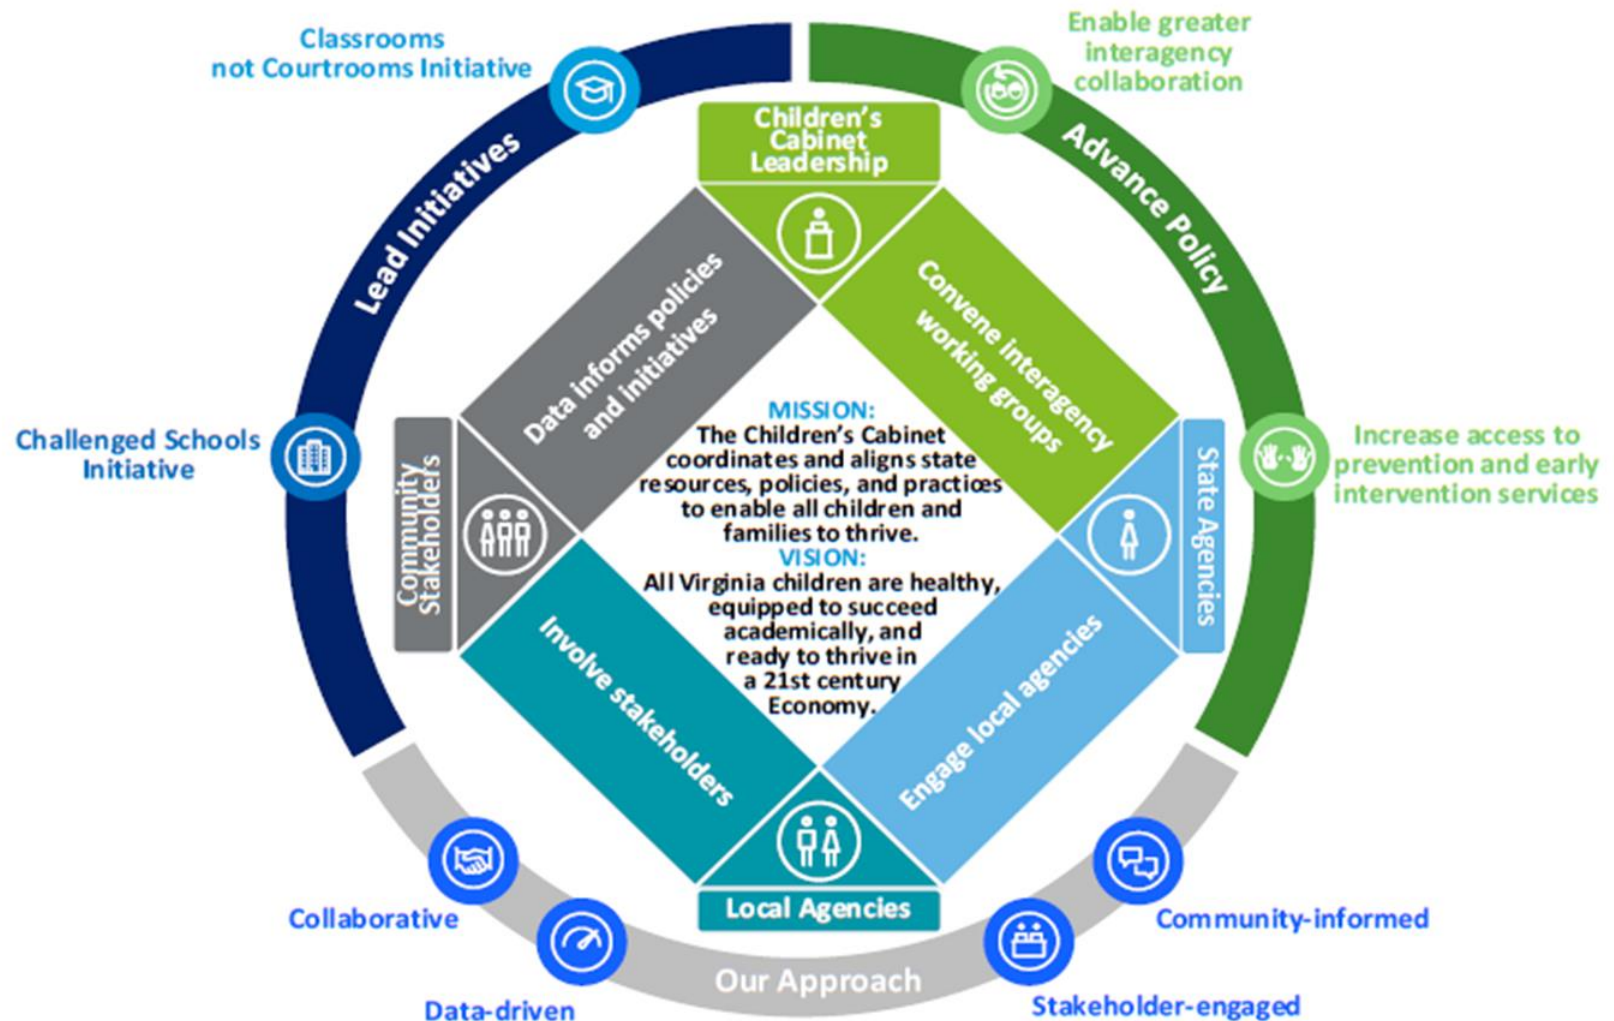 Classrooms
not Courtrooms Initiative
Enable greater
interagency
collaboration
Lead Initiatives
Advance Policy
Children's
Cabinet
Leadership
Data informs policies
and initiatives
Convene interagency
working groups
Challenged Schools
Initiative
Increase access to
prevention and early
intervention services
Community
Stakeholders
State Agencies
MISSION:
The Children's Cabinet
coordinates and aligns state
resources, policies, and practices
to enable all children and
families to thrive.
VISION:
All Virginia children are healthy,
equipped to succeed
academically, and
ready to thrive in
a 21st century
Economy.
Involve stakeholders
Engage local agencies
Local Agencies
Collaborative
Community-informed
Our Approach
Data-driven
Stakeholder-engaged